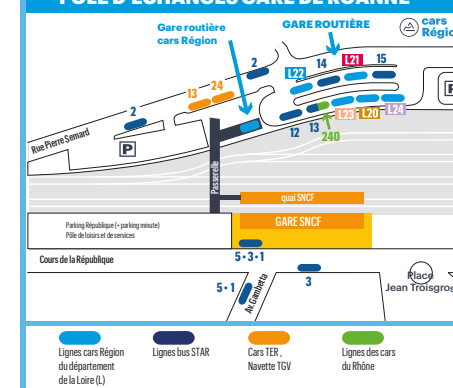 PÔLE D'ÉCHANGES GARE DE ROANNE
Gare routière
cars Région
GARE ROUTIÈRE
cars
Régio
2
14
L21
15
L22
24
13
2
12
13
240
L23
L20
L24
Rue Pierre Semard
P
P
Passerelle
quai SNCF
GARE SNCF
Parking République (+ parking minute)
Pôle de loisirs et de services
Cours de la République
5•3•1
5•1
Av. Gambetta
3
Place
Jean Troisgros
Lignes cars Région
du département
de la Loire (L)
Lignes bus STAR
Cars TER,
Navette TGV
Lignes des cars
du Rhône